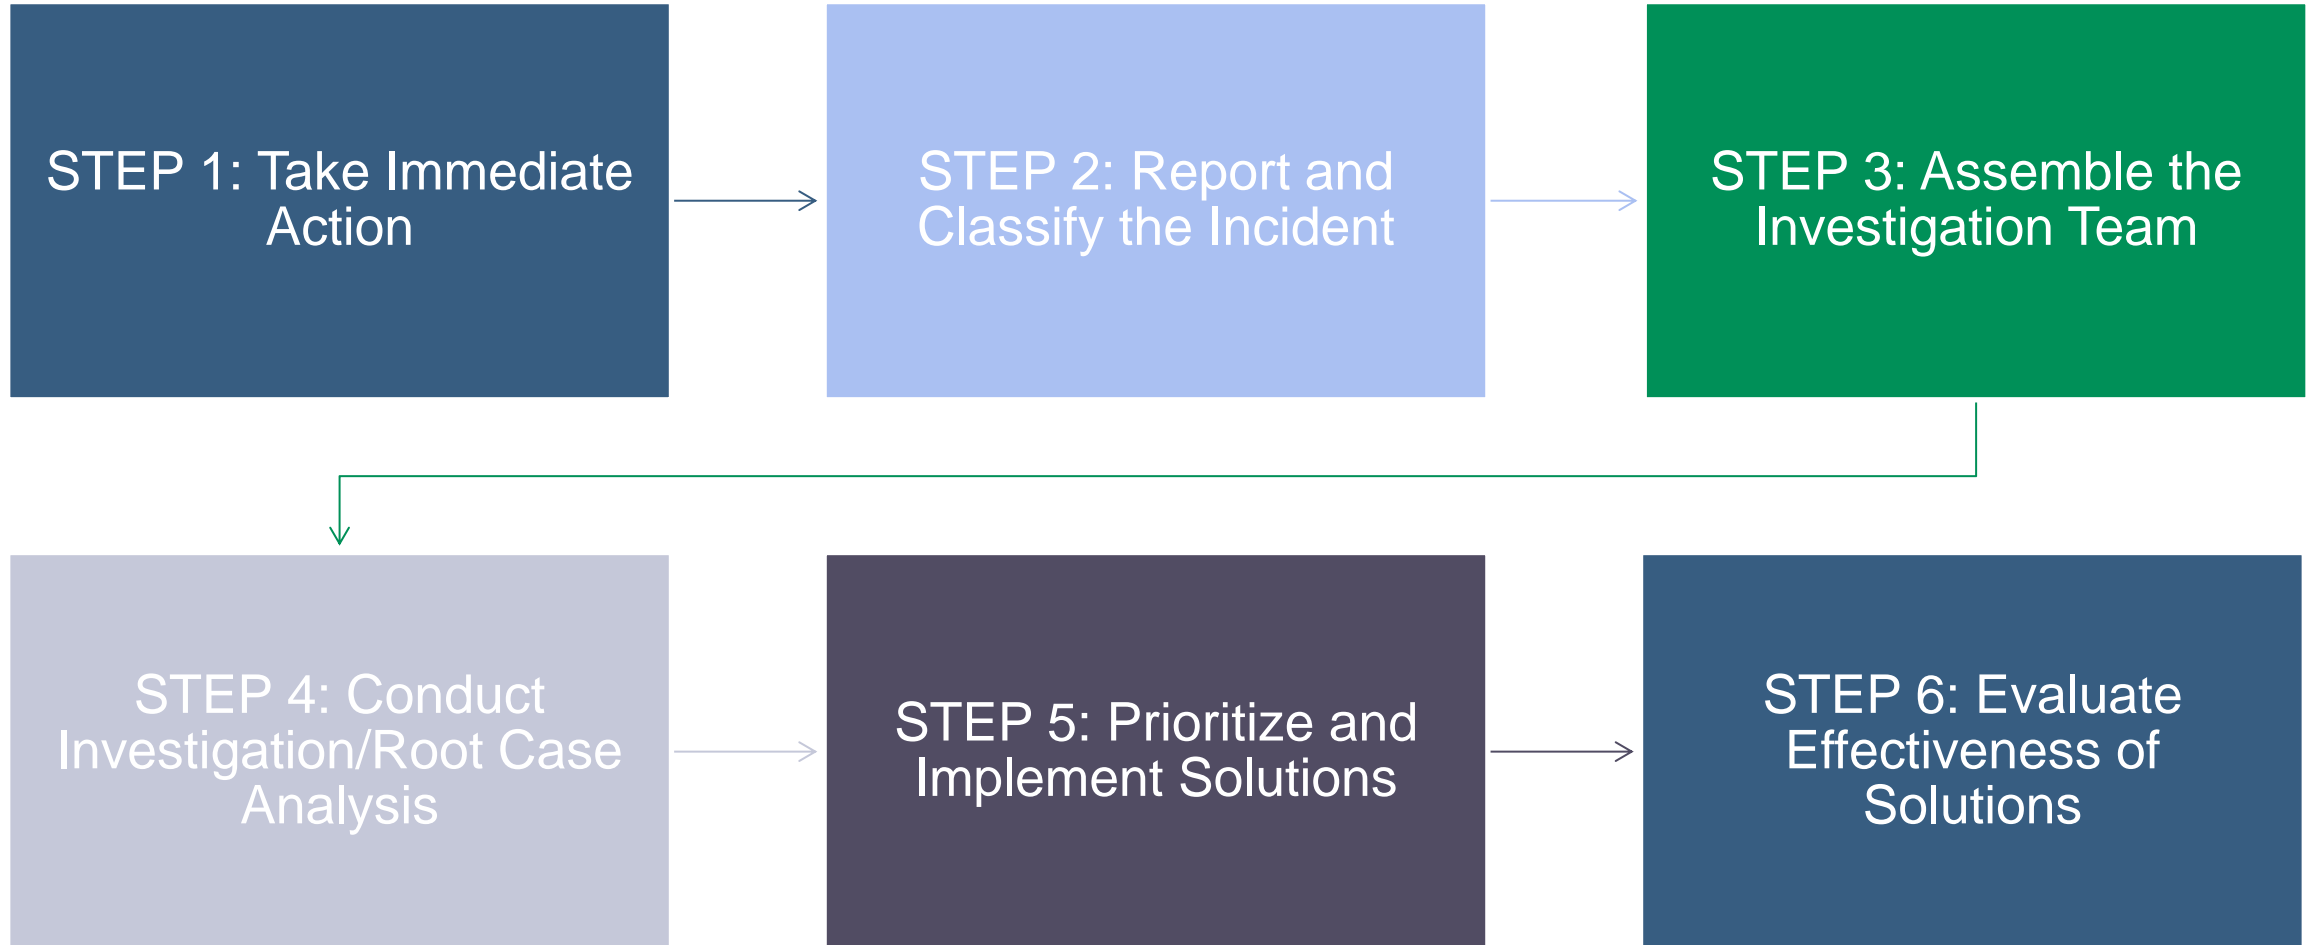 STEP 1: Take Immediate
Action
STEP 2: Report and
Classify the Incident
STEP 3: Assemble the
Investigation Team
STEP 4: Conduct
Investigation/Root Case
Analysis
STEP 5: Prioritize and
Implement Solutions
STEP 6: Evaluate
Effectiveness of
Solutions